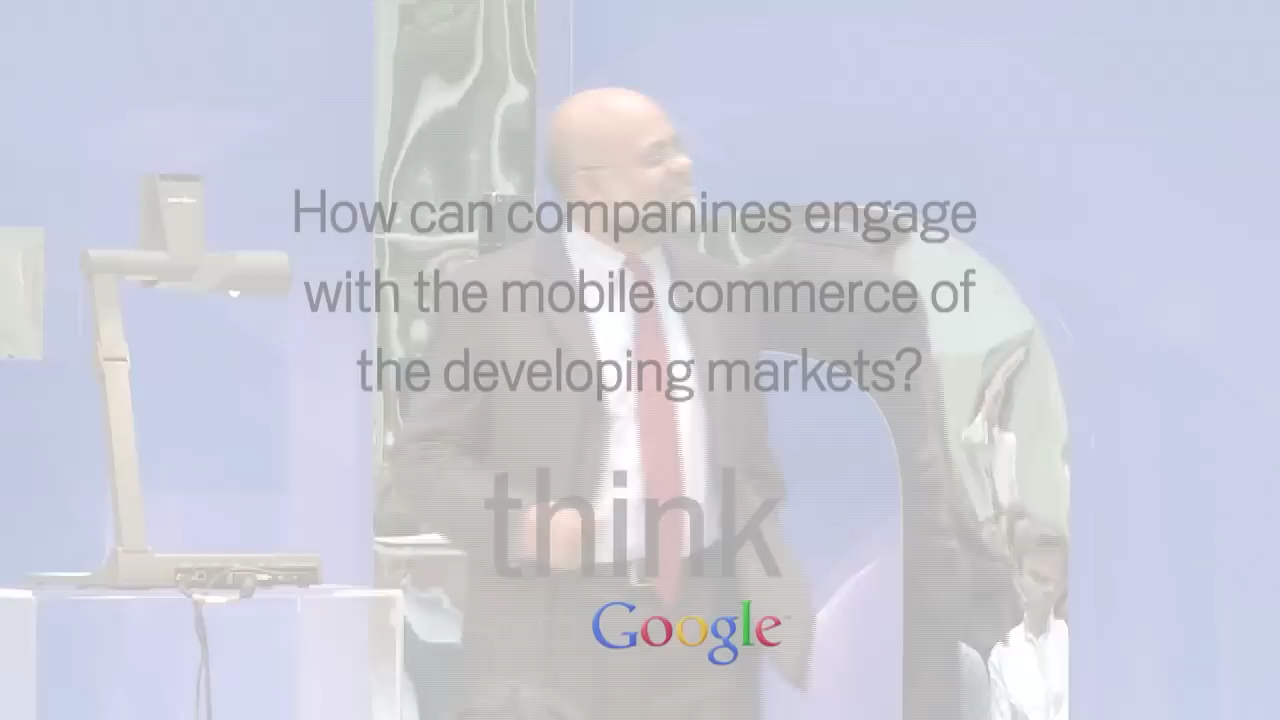 How can companines engage
with the mobile commerce of
the developing markets?
think
Google